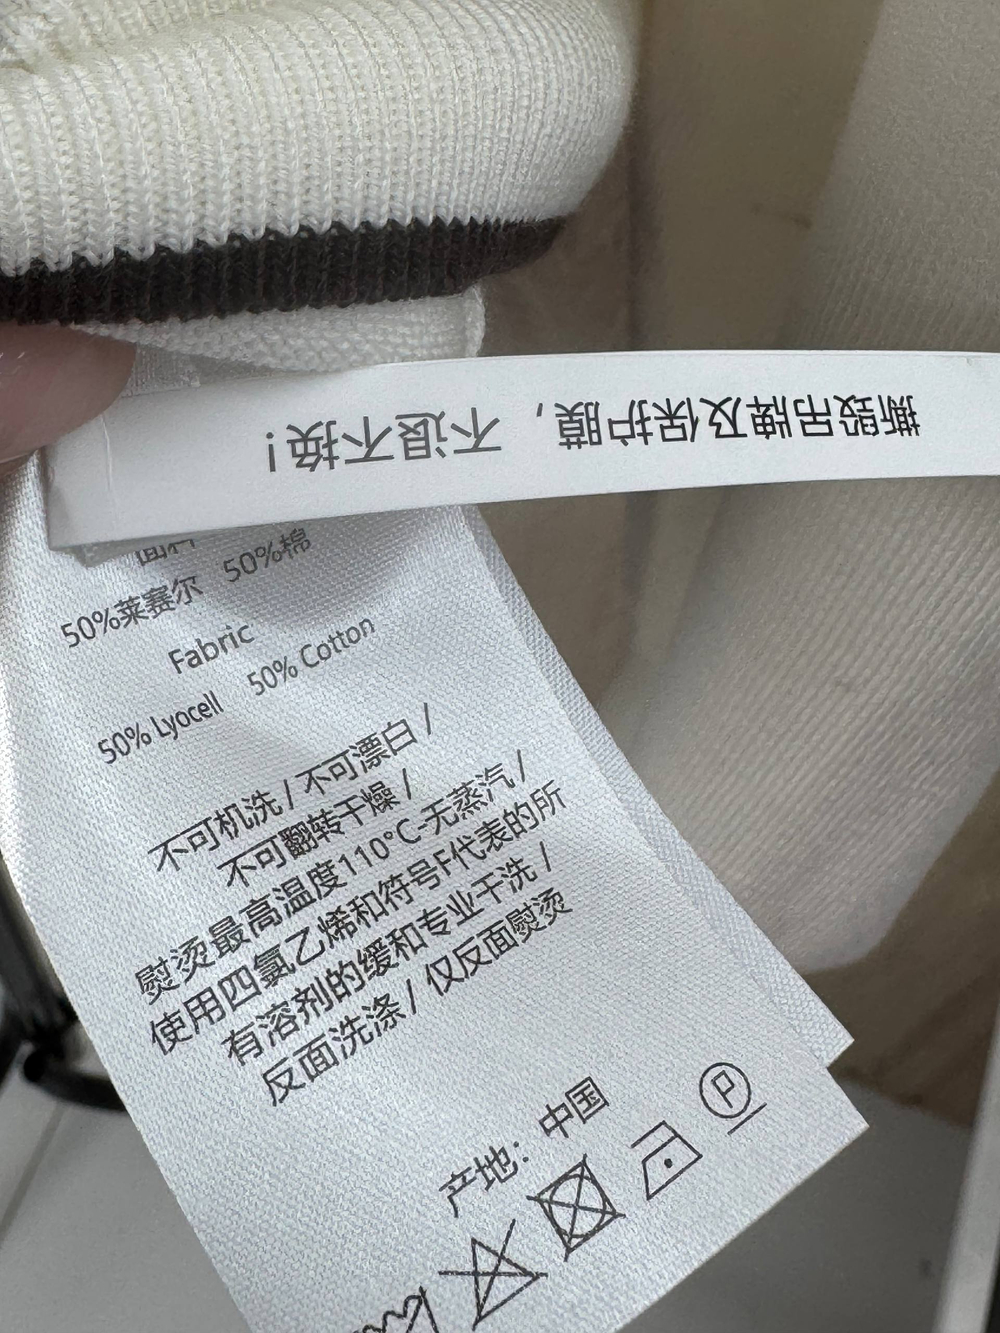 撕毁吊牌及保护膜，不退不换！
面料
50%莱赛尔 50%棉
Fabric
50% Lyocell 50% Cotton
不可机洗 / 不可漂白 /
不可翻转干燥 /
熨烫最高温度110°C-无蒸汽 /
使用四氯乙烯和符号F代表的所
有溶剂的缓和专业干洗 /
反面洗涤 / 仅反面熨烫
产地：中国
P